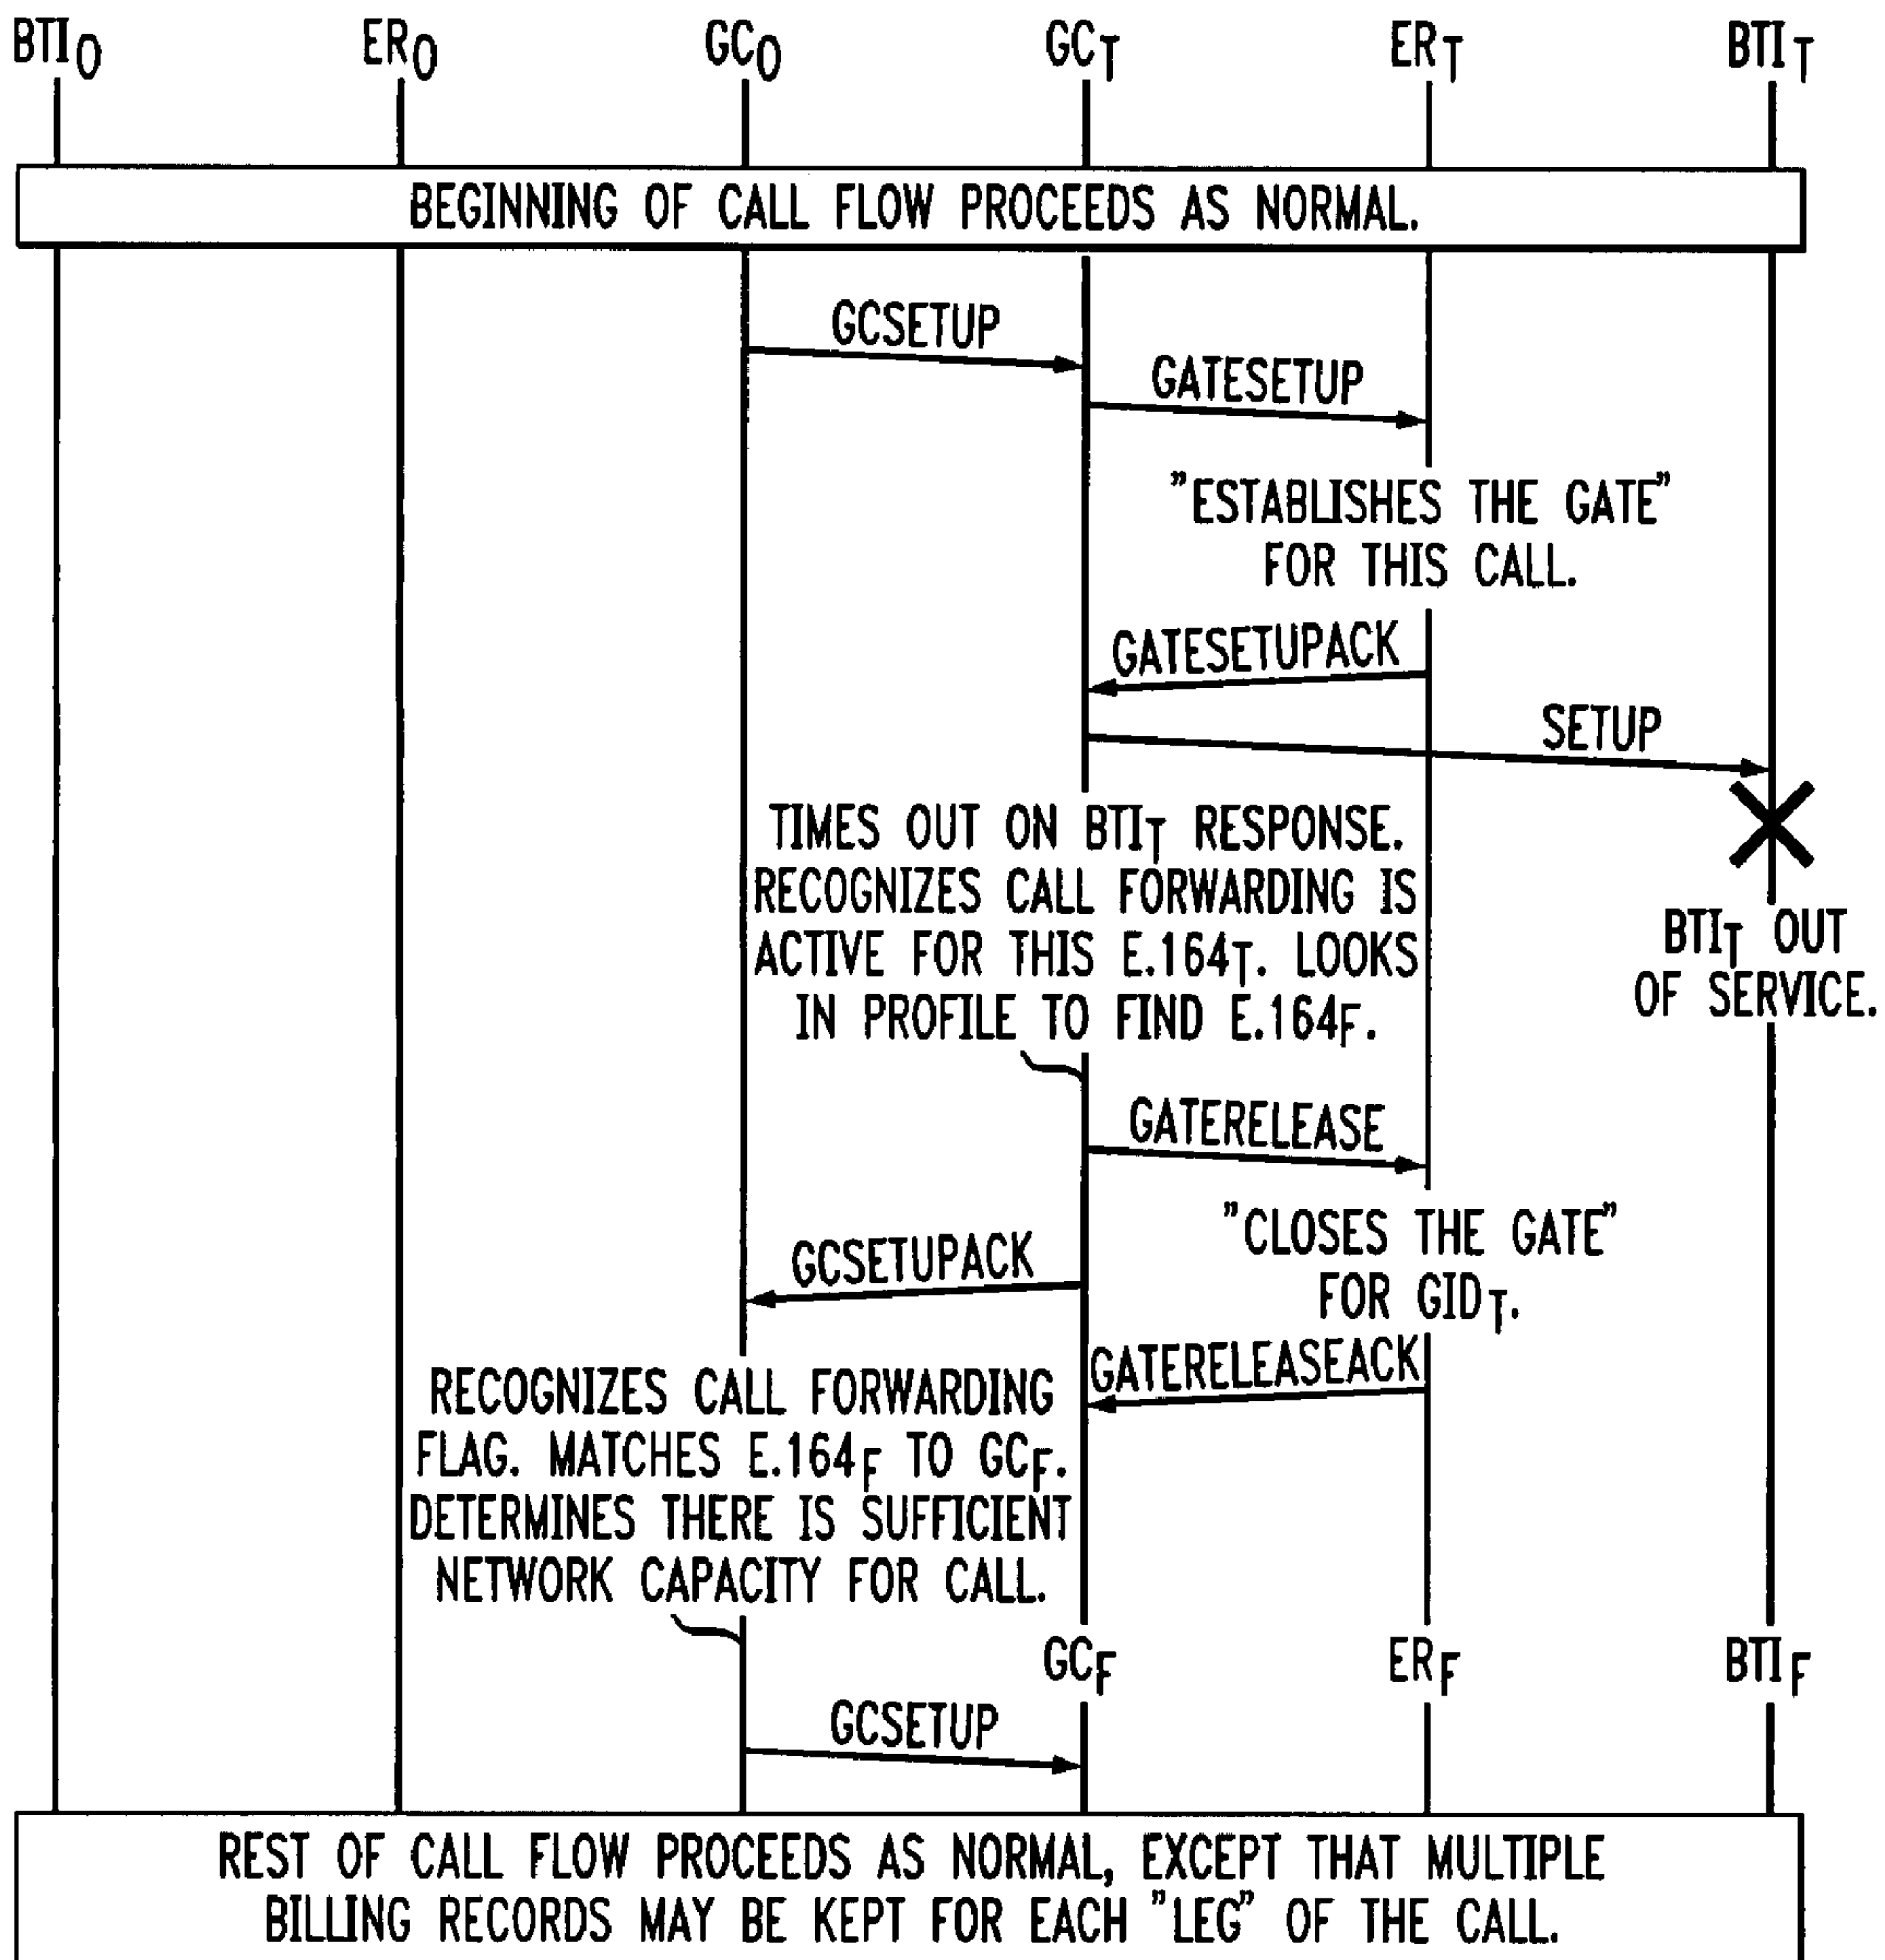 BTIO ERO GCO GCT ERT BTIT
BEGINNING OF CALL FLOW PROCEEDS AS NORMAL.
GCSETUP
GATESETUP
"ESTABLISHES THE GATE"
FOR THIS CALL.
GATESETUPACK
SETUP
TIMES OUT ON BTIT RESPONSE.
RECOGNIZES CALL FORWARDING IS
ACTIVE FOR THIS E.164T. LOOKS
IN PROFILE TO FIND E.164F.
BTIT OUT
OF SERVICE.
GATERELEASE
"CLOSES THE GATE"
FOR GIDT.
GCSETUPACK
GATERELEASEACK
RECOGNIZES CALL FORWARDING
FLAG. MATCHES E.164F TO GCF.
DETERMINES THERE IS SUFFICIENT
NETWORK CAPACITY FOR CALL.
GCF ERF BTIF
GCSETUP
REST OF CALL FLOW PROCEEDS AS NORMAL, EXCEPT THAT MULTIPLE
BILLING RECORDS MAY BE KEPT FOR EACH "LEG" OF THE CALL.